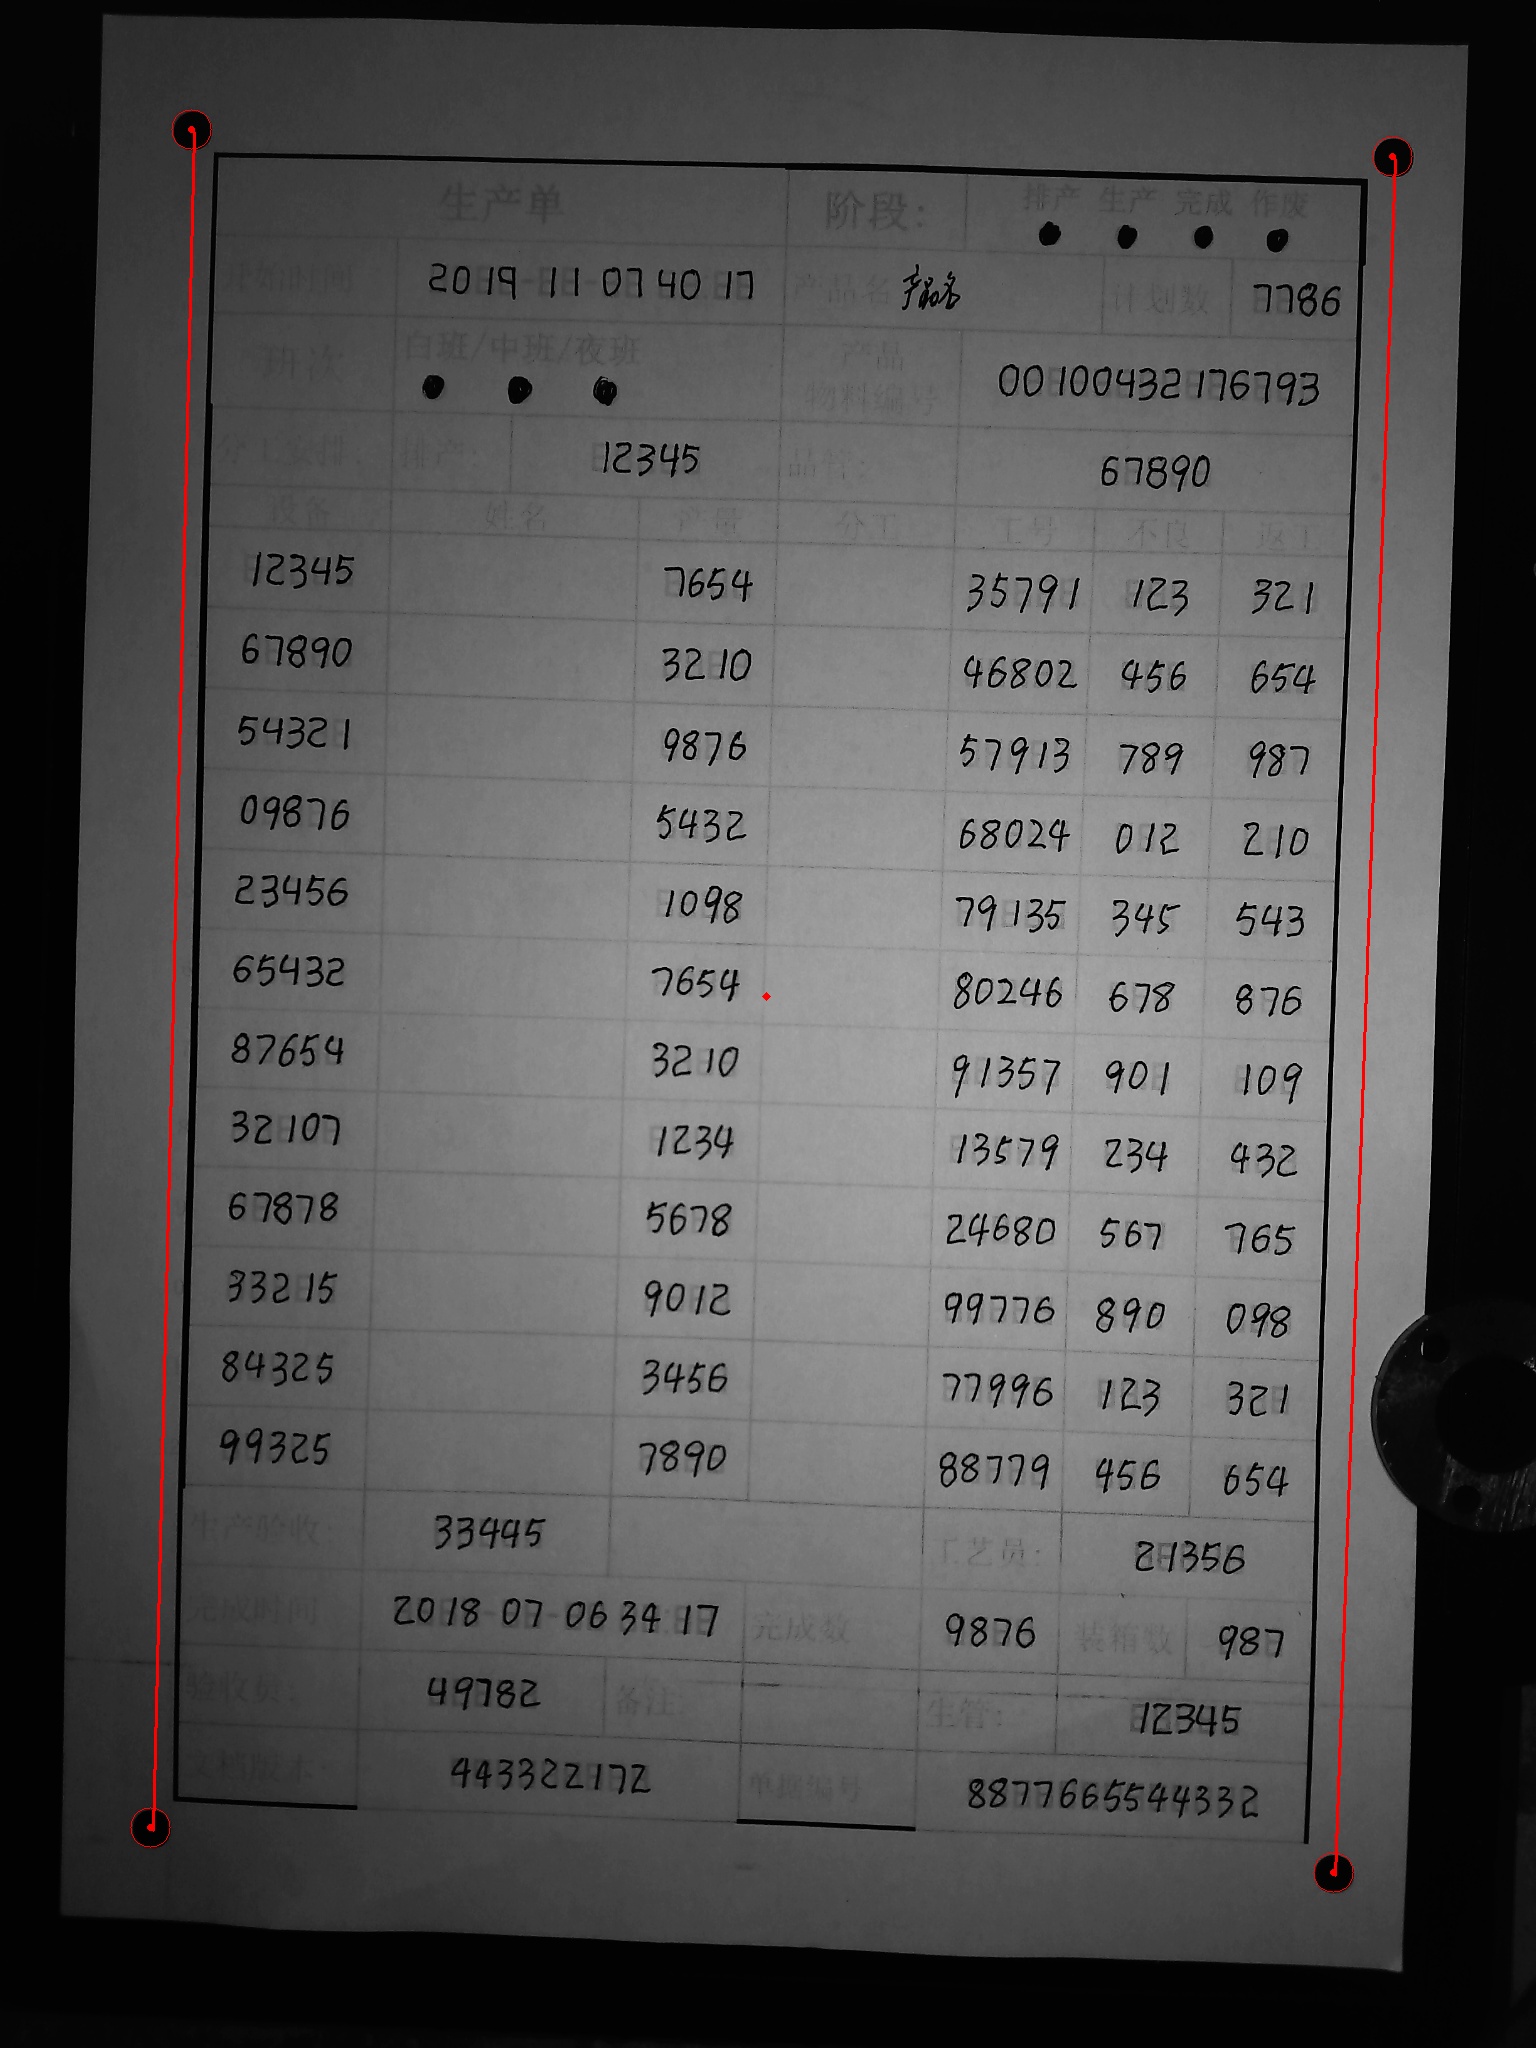 生产单 阶段: 排产 生产 完成 作废
开始时间 2019 11 07 40 17 产品名 产品名 计划数 7786
班次 白班/中班/夜班 产品物料编号 00100432176793
分工安排: 排产: 12345 品管: 67890
设备 姓名 产量 分工 工号 不良 返工
12345 7654 35791 123 321
67890 3210 46802 456 654
54321 9876 57913 789 987
09876 5432 68024 012 210
23456 1098 79135 345 543
65432 7654 80246 678 876
87654 3210 91357 901 109
32107 1234 13579 234 432
67878 5678 24680 567 765
33215 9012 99776 890 098
84325 3456 77996 123 321
99325 7890 88779 456 654
生产验收: 33445 工艺员: 21356
完成时间 2018 07 06 34 17 完成数 9876 装箱数 987
验收员: 49782 备注: 生管: 12345
文档版本: 443322172 单据编号 8877665544332